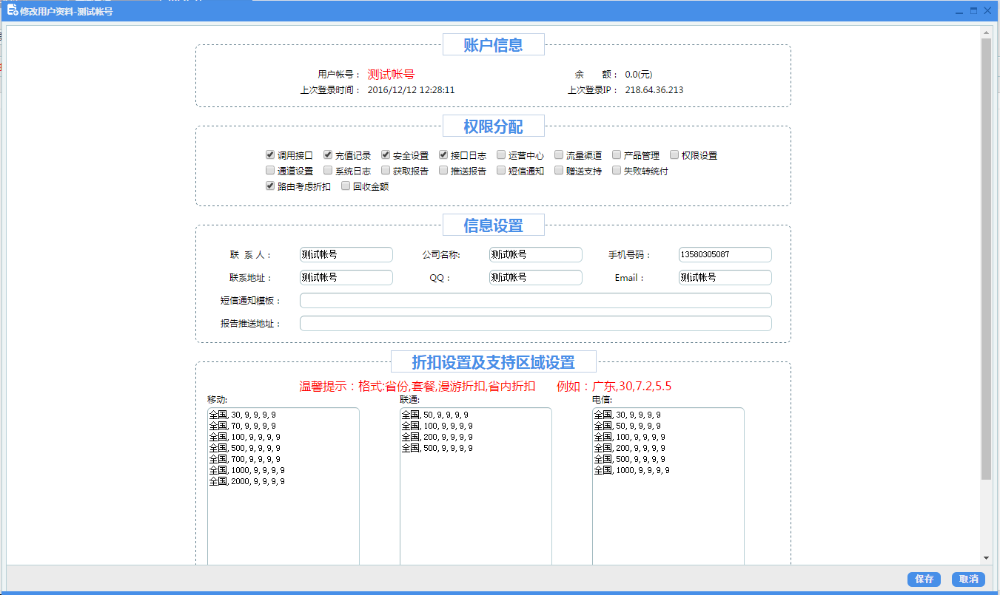 修改用户资料-测试帐号
账户信息
用户帐号： 测试帐号 余 额： 0.0(元)
上次登录时间： 2016/12/12 12:28:11 上次登录IP： 218.64.36.213
权限分配
调用接口 充值记录 安全设置 接口日志 运营中心 流量渠道 产品管理 权限设置
通道设置 系统日志 获取报告 推送报告 短信通知 赠送支持 失败转统付
路由考虑折扣 回收金额
信息设置
联 系 人： 测试帐号 公司名称: 测试帐号 手机号码： 13580305087
联系地址： 测试帐号 QQ： 测试帐号 Email： 测试帐号
短信通知模板：
报告推送地址：
折扣设置及支持区域设置
温馨提示：格式:省份,套餐,漫游折扣,省内折扣 例如：广东,30,7.2,5.5
移动: 联通: 电信:
全国,30,9,9,9,9 全国,50,9,9,9,9 全国,30,9,9,9,9
全国,70,9,9,9,9 全国,100,9,9,9,9 全国,50,9,9,9,9
全国,100,9,9,9,9 全国,200,9,9,9,9 全国,100,9,9,9,9
全国,500,9,9,9,9 全国,500,9,9,9,9 全国,200,9,9,9,9
全国,700,9,9,9,9 全国,500,9,9,9,9
全国,1000,9,9,9,9 全国,1000,9,9,9,9
全国,2000,9,9,9,9
保存 取消